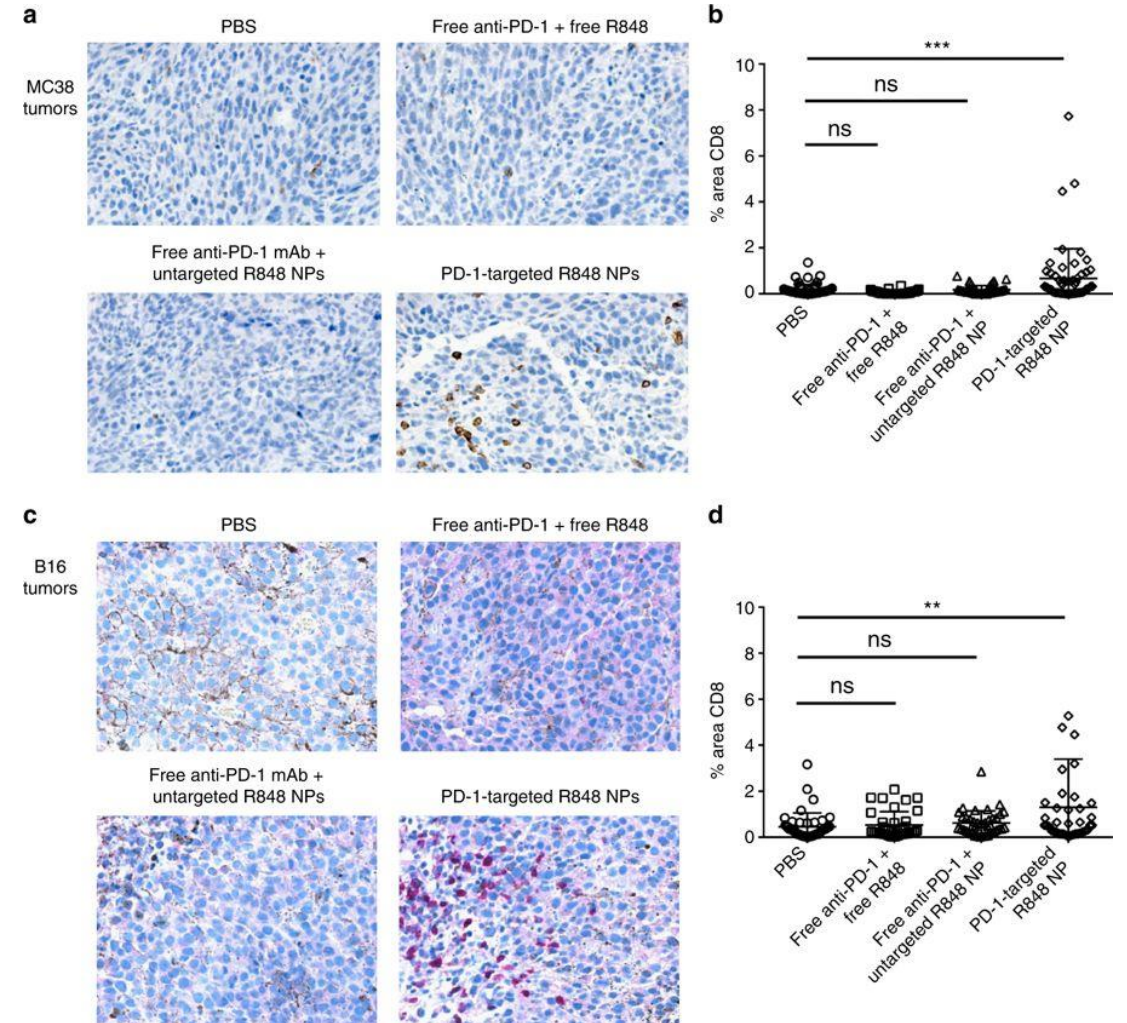 a
PBS
Free anti-PD-1 + free R848
MC38
tumors
Free anti-PD-1 mAb +
untargeted R848 NPs
PD-1-targeted R848 NPs
b
***
ns
ns
% area CD8
10
8
6
4
2
0
PBS
Free anti-PD-1 +
free R848
Free anti-PD-1 +
untargeted R848 NP
PD-1-targeted
R848 NP
c
PBS
Free anti-PD-1 + free R848
B16
tumors
Free anti-PD-1 mAb +
untargeted R848 NPs
PD-1-targeted R848 NPs
d
**
ns
ns
% area CD8
10
8
6
4
2
0
PBS
Free anti-PD-1 +
free R848
Free anti-PD-1 +
untargeted R848 NP
PD-1-targeted
R848 NP